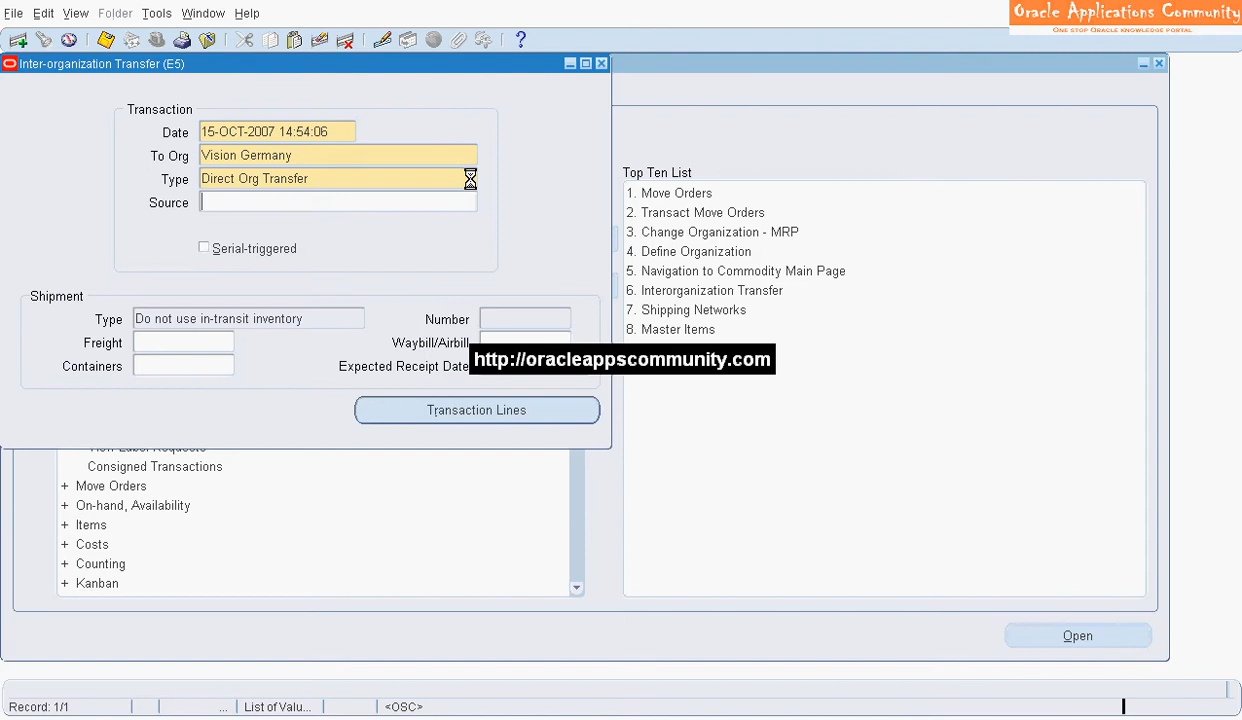 File Edit View Folder Tools Window Help
Oracle Applications Community
One stop Oracle knowledge portal
Inter-organization Transfer (E5)
Transaction
Date 15-OCT-2007 14:54:06
To Org Vision Germany
Type Direct Org Transfer
Source
Serial-triggered
Shipment
Type Do not use in-transit inventory Number
Freight Waybill/Airbill
Containers Expected Receipt Date
http://oracleappscommunity.com
Transaction Lines
Consigned Transactions
+ Move Orders
+ On-hand, Availability
+ Items
+ Costs
+ Counting
+ Kanban
Top Ten List
1. Move Orders
2. Transact Move Orders
3. Change Organization - MRP
4. Define Organization
5. Navigation to Commodity Main Page
6. Interorganization Transfer
7. Shipping Networks
8. Master Items
Open
Record: 1/1 ... List of Valu... <OSC>